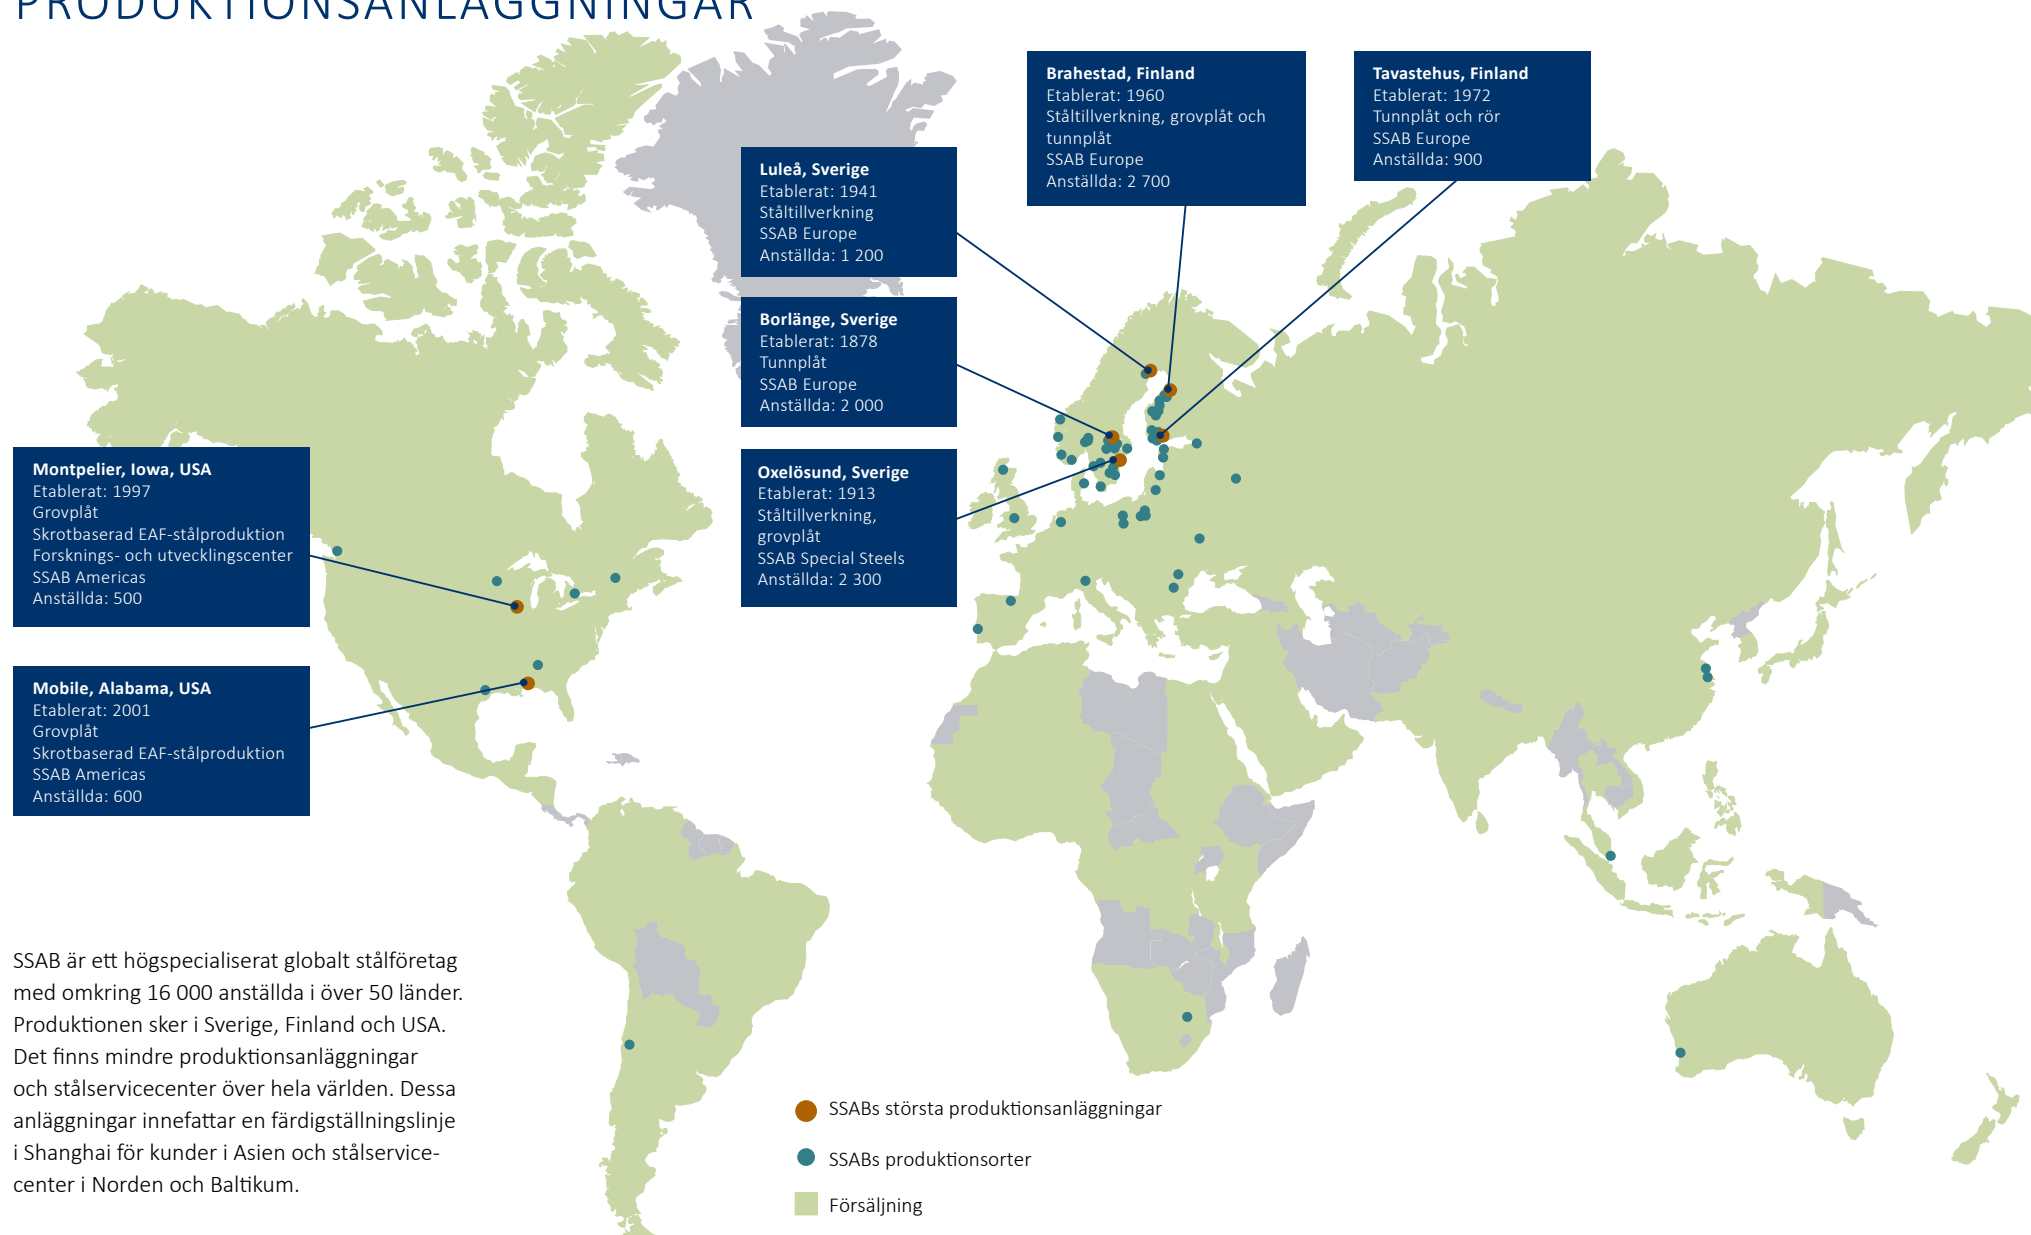 PRODUKTIONSANLÄGGNINGAR
Brahestad, Finland
Etablerat: 1960
Ståltillverkning, grovplåt och
tunnplåt
SSAB Europe
Anställda: 2 700
Tavastehus, Finland
Etablerat: 1972
Tunnplåt och rör
SSAB Europe
Anställda: 900
Luleå, Sverige
Etablerat: 1941
Ståltillverkning
SSAB Europe
Anställda: 1 200
Borlänge, Sverige
Etablerat: 1878
Tunnplåt
SSAB Europe
Anställda: 2 000
Oxelösund, Sverige
Etablerat: 1913
Ståltillverkning,
grovplåt
SSAB Special Steels
Anställda: 2 300
Montpelier, Iowa, USA
Etablerat: 1997
Grovplåt
Skrotbaserad EAF-stålproduktion
Forsknings- och utvecklingscenter
SSAB Americas
Anställda: 500
Mobile, Alabama, USA
Etablerat: 2001
Grovplåt
Skrotbaserad EAF-stålproduktion
SSAB Americas
Anställda: 600
SSAB är ett högspecialiserat globalt stålföretag
med omkring 16 000 anställda i över 50 länder.
Produktionen sker i Sverige, Finland och USA.
Det finns mindre produktionsanläggningar
och stålservicecenter över hela världen. Dessa
anläggningar innefattar en färdigställningslinje
i Shanghai för kunder i Asien och stålservice-
center i Norden och Baltikum.
SSABs största produktionsanläggningar
SSABs produktionsorter
Försäljning